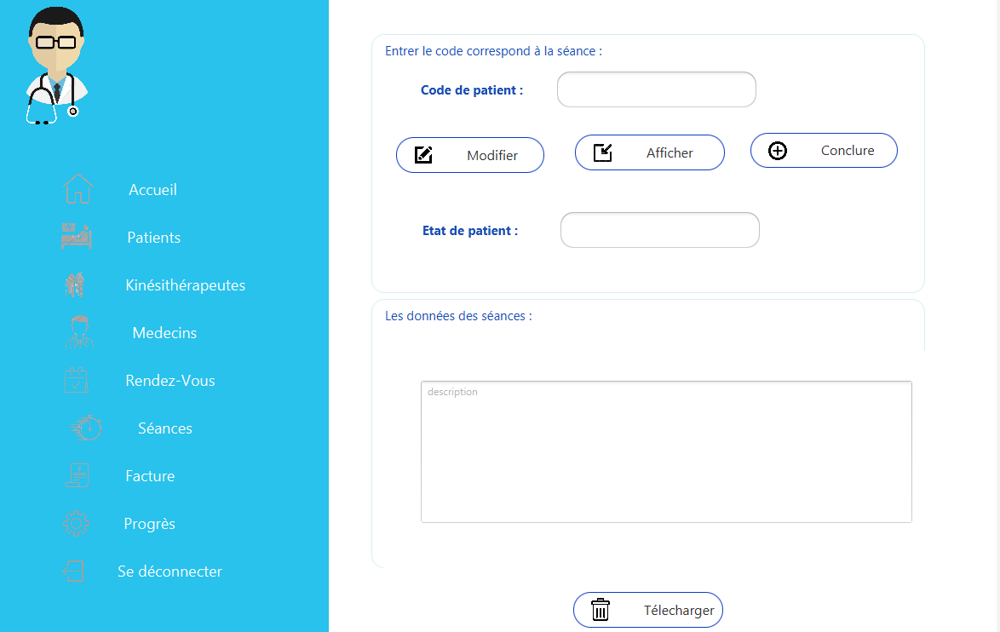 Accueil
Patients
Kinésithérapeutes
Medecins
Rendez-Vous
Séances
Facture
Progrès
Se déconnecter
Entrer le code correspond à la séance :
Code de patient :
Modifier
Afficher
Conclure
Etat de patient :
Les données des séances :
description
Télecharger